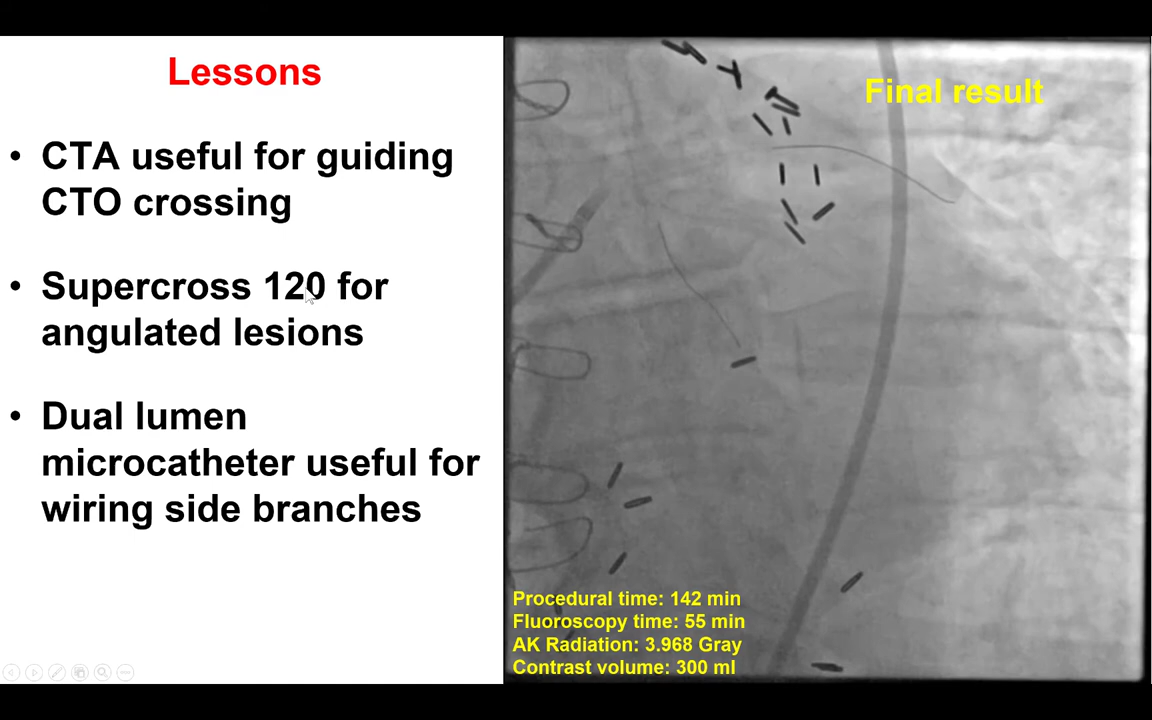 Lessons
• CTA useful for guiding
CTO crossing
• Supercross 120 for
angulated lesions
• Dual lumen
microcatheter useful for
wiring side branches
Final result
Procedural time: 142 min
Fluoroscopy time: 55 min
AK Radiation: 3.968 Gray
Contrast volume: 300 ml